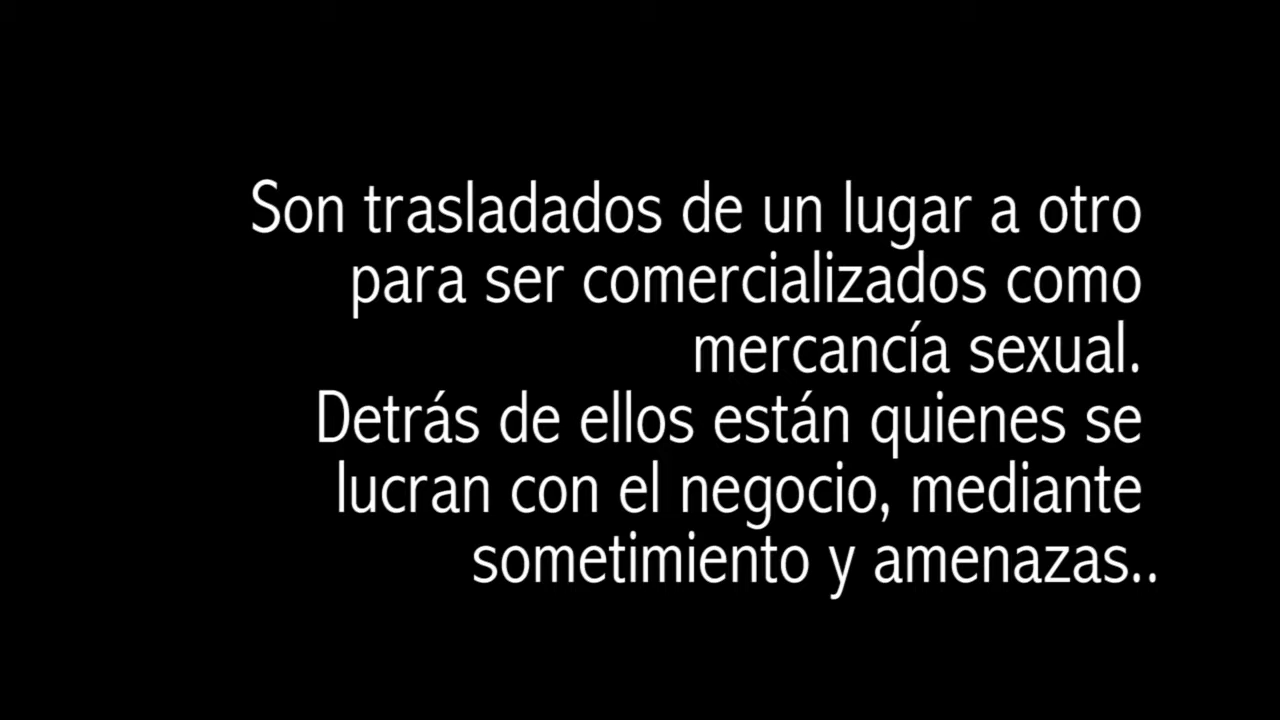 Son trasladados de un lugar a otro
para ser comercializados como
mercancía sexual.
Detrás de ellos están quienes se
lucran con el negocio, mediante
sometimiento y amenazas..